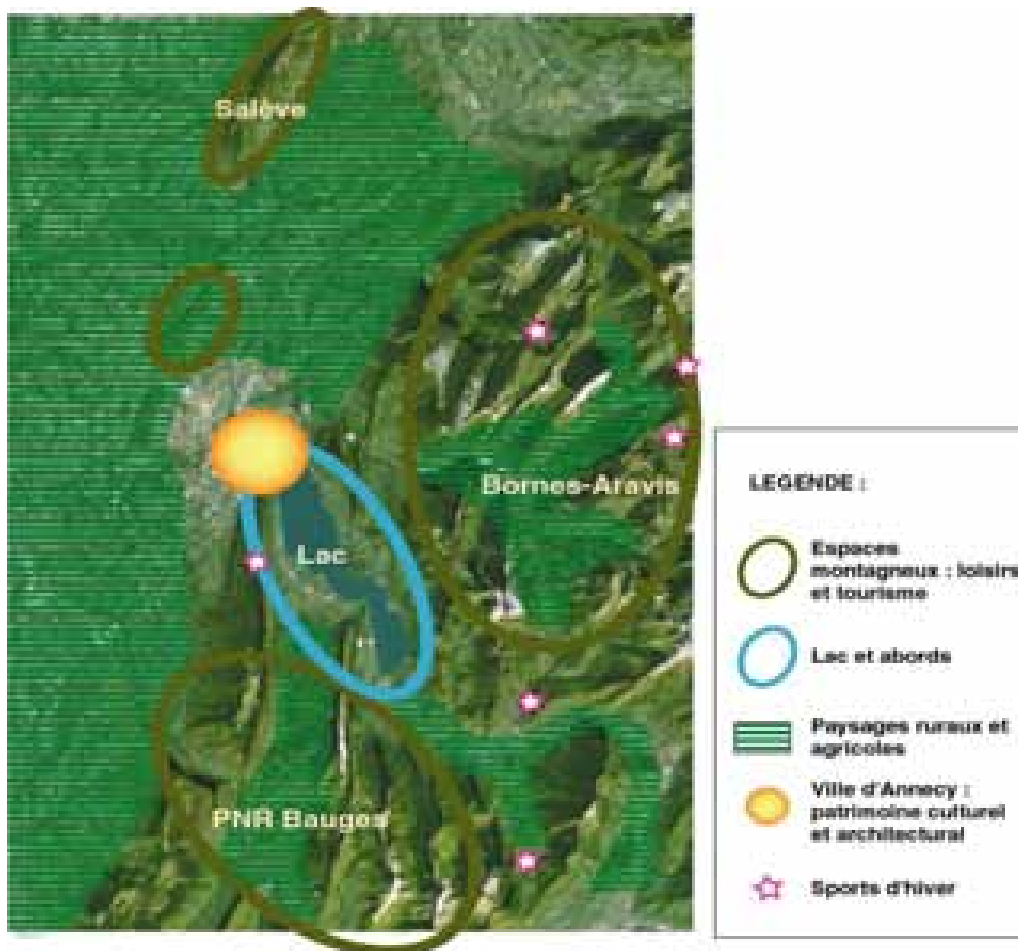 Salève
Bornes-Aravis
Lac
PNR Bauges
LEGENDE :
Espaces
montagneux : loisirs
et tourisme
Lac et abords
Paysages ruraux et
agricoles
Ville d'Annecy :
patrimoine culturel
et architectural
Sports d'hiver